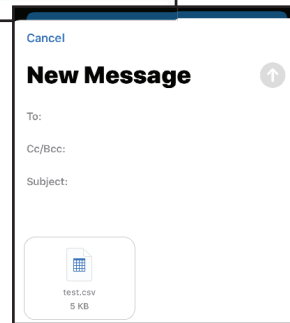 Cancel
New Message
To:
Cc/Bcc:
Subject:
test.csv
5 KB